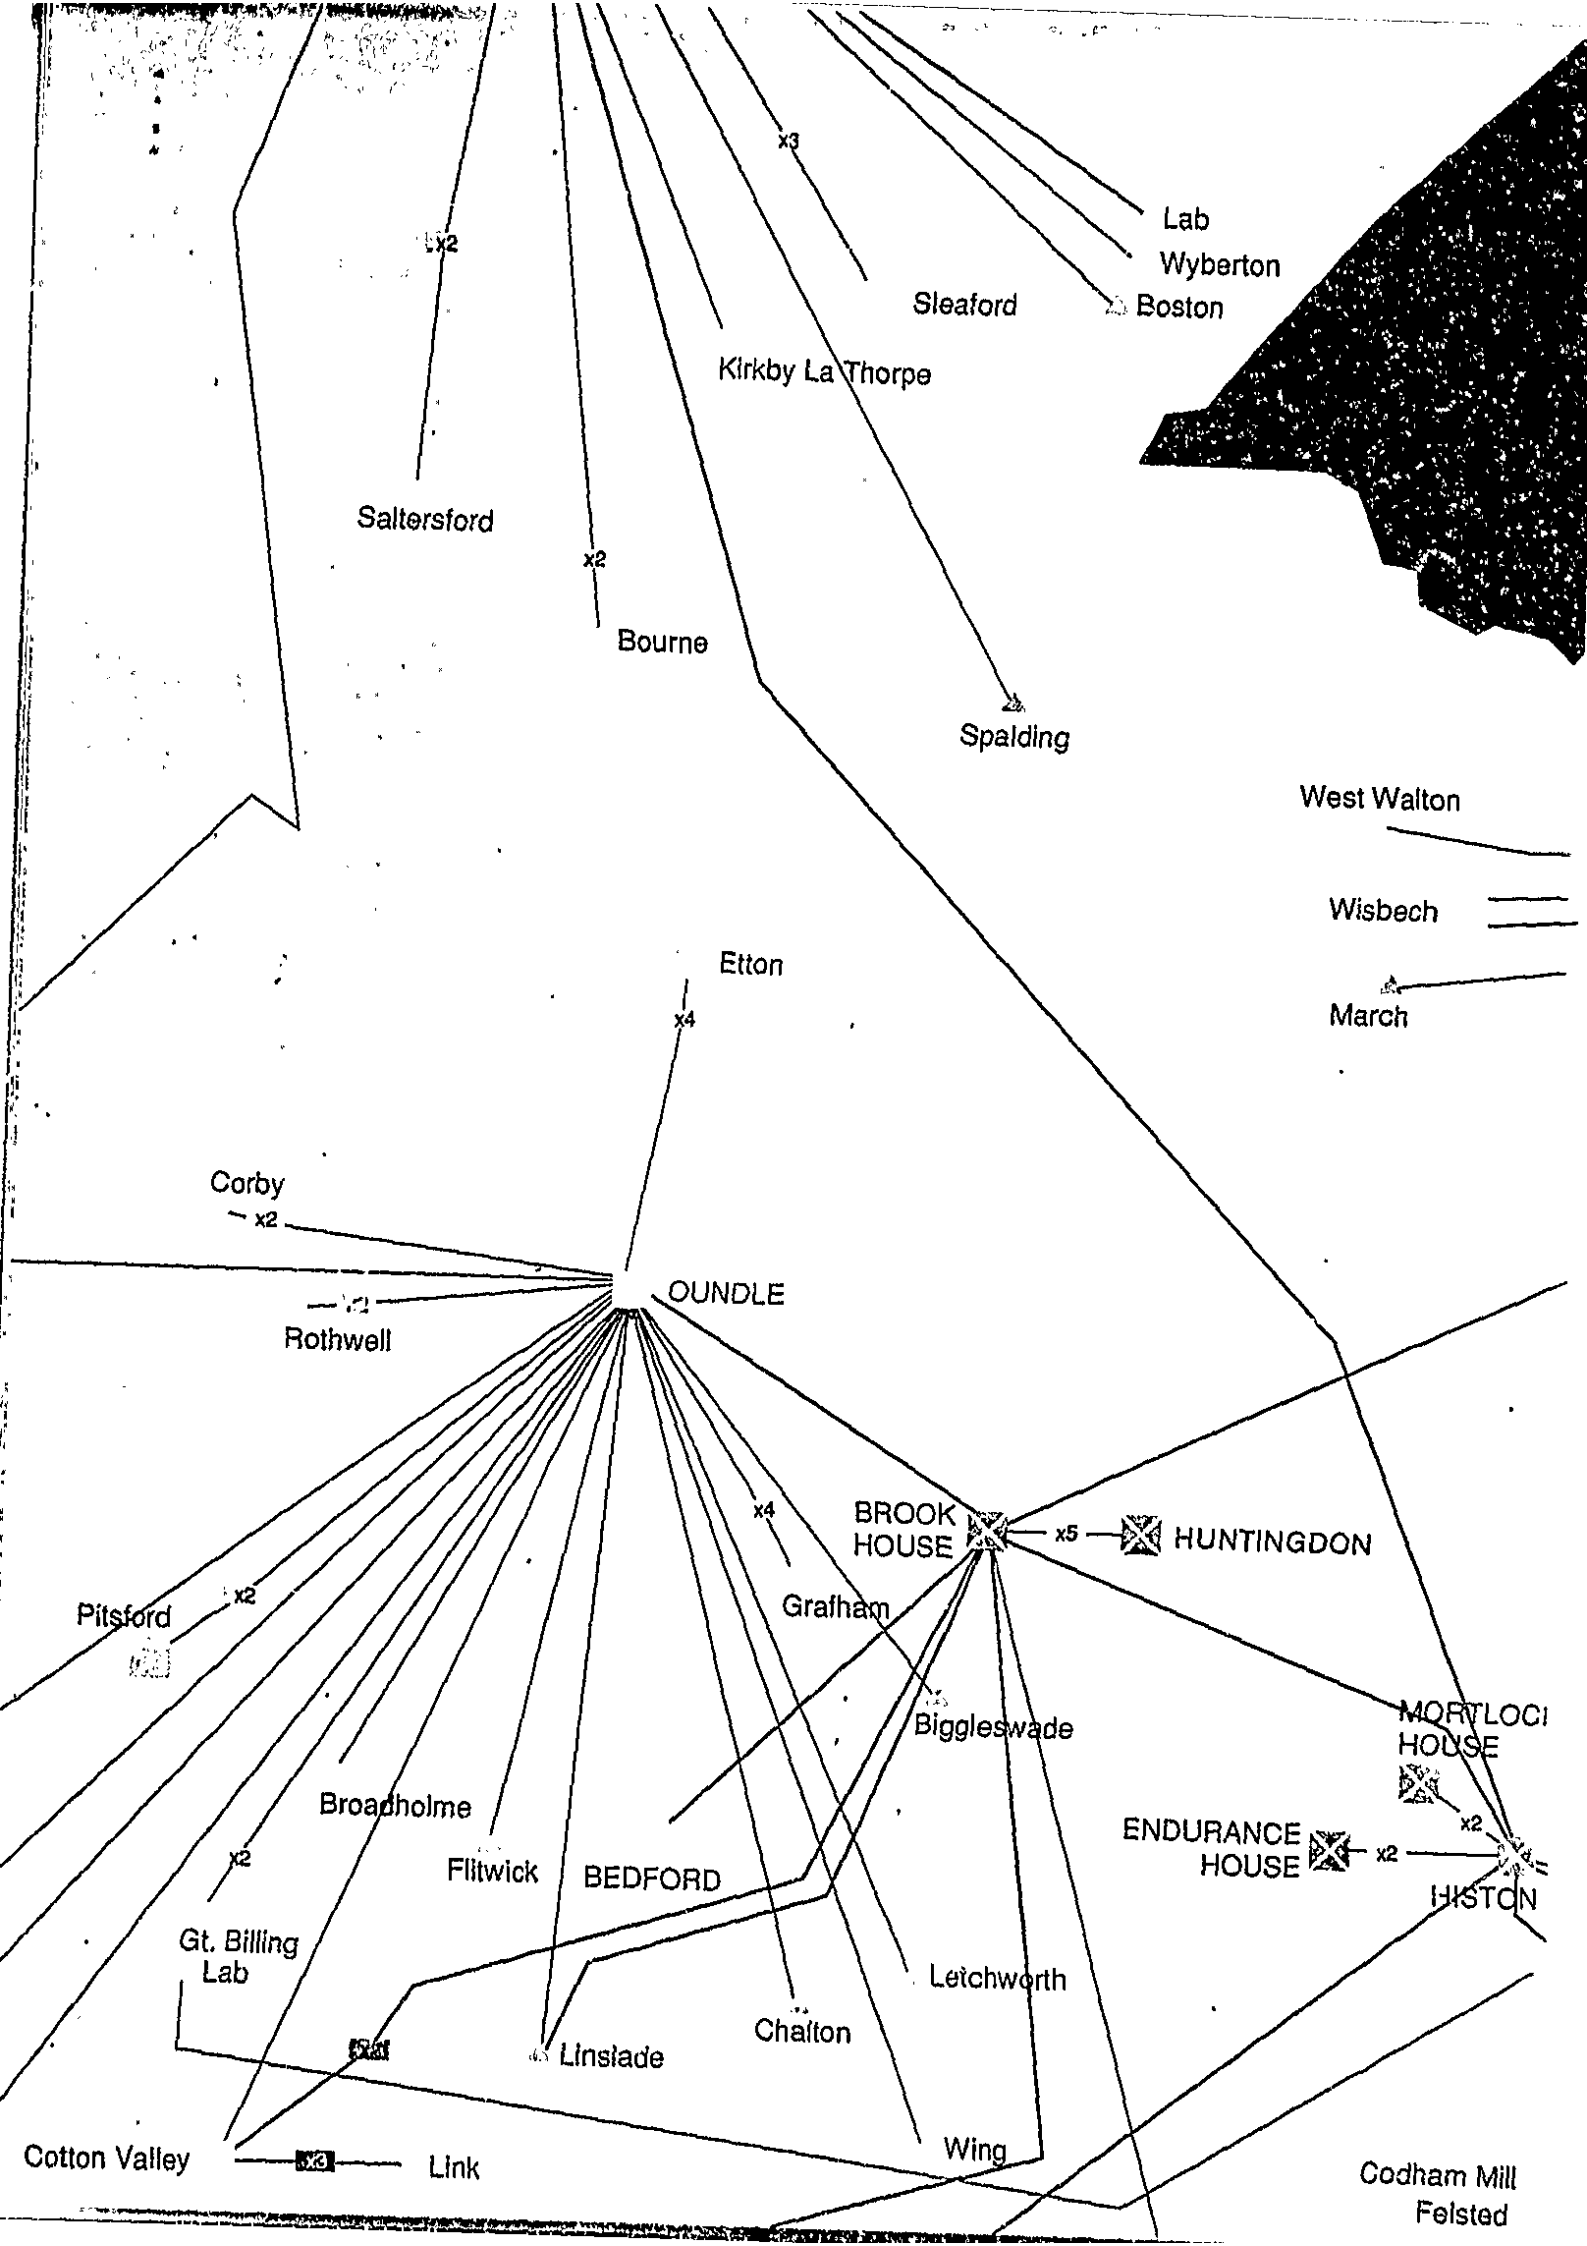 x3
Lab
x2
Wyberton
Sleaford
Boston
Kirkby La Thorpe
Saltersford
x2
Bourne
Spalding
West Walton
Wisbech
Etton
March
x4
Corby
x2
OUNDLE
Rothwell
x4
BROOK
HOUSE
x5
HUNTINGDON
Pitsford
x2
Grafham
Biggleswade
MORTLOCK
HOUSE
Broadholme
x2
ENDURANCE
HOUSE
x2
x2
Flitwick
BEDFORD
HISTON
Gt. Billing
Lab
Letchworth
Chalton
Linslade
Cotton Valley
x3
Link
Wing
Codham Mill
Felsted